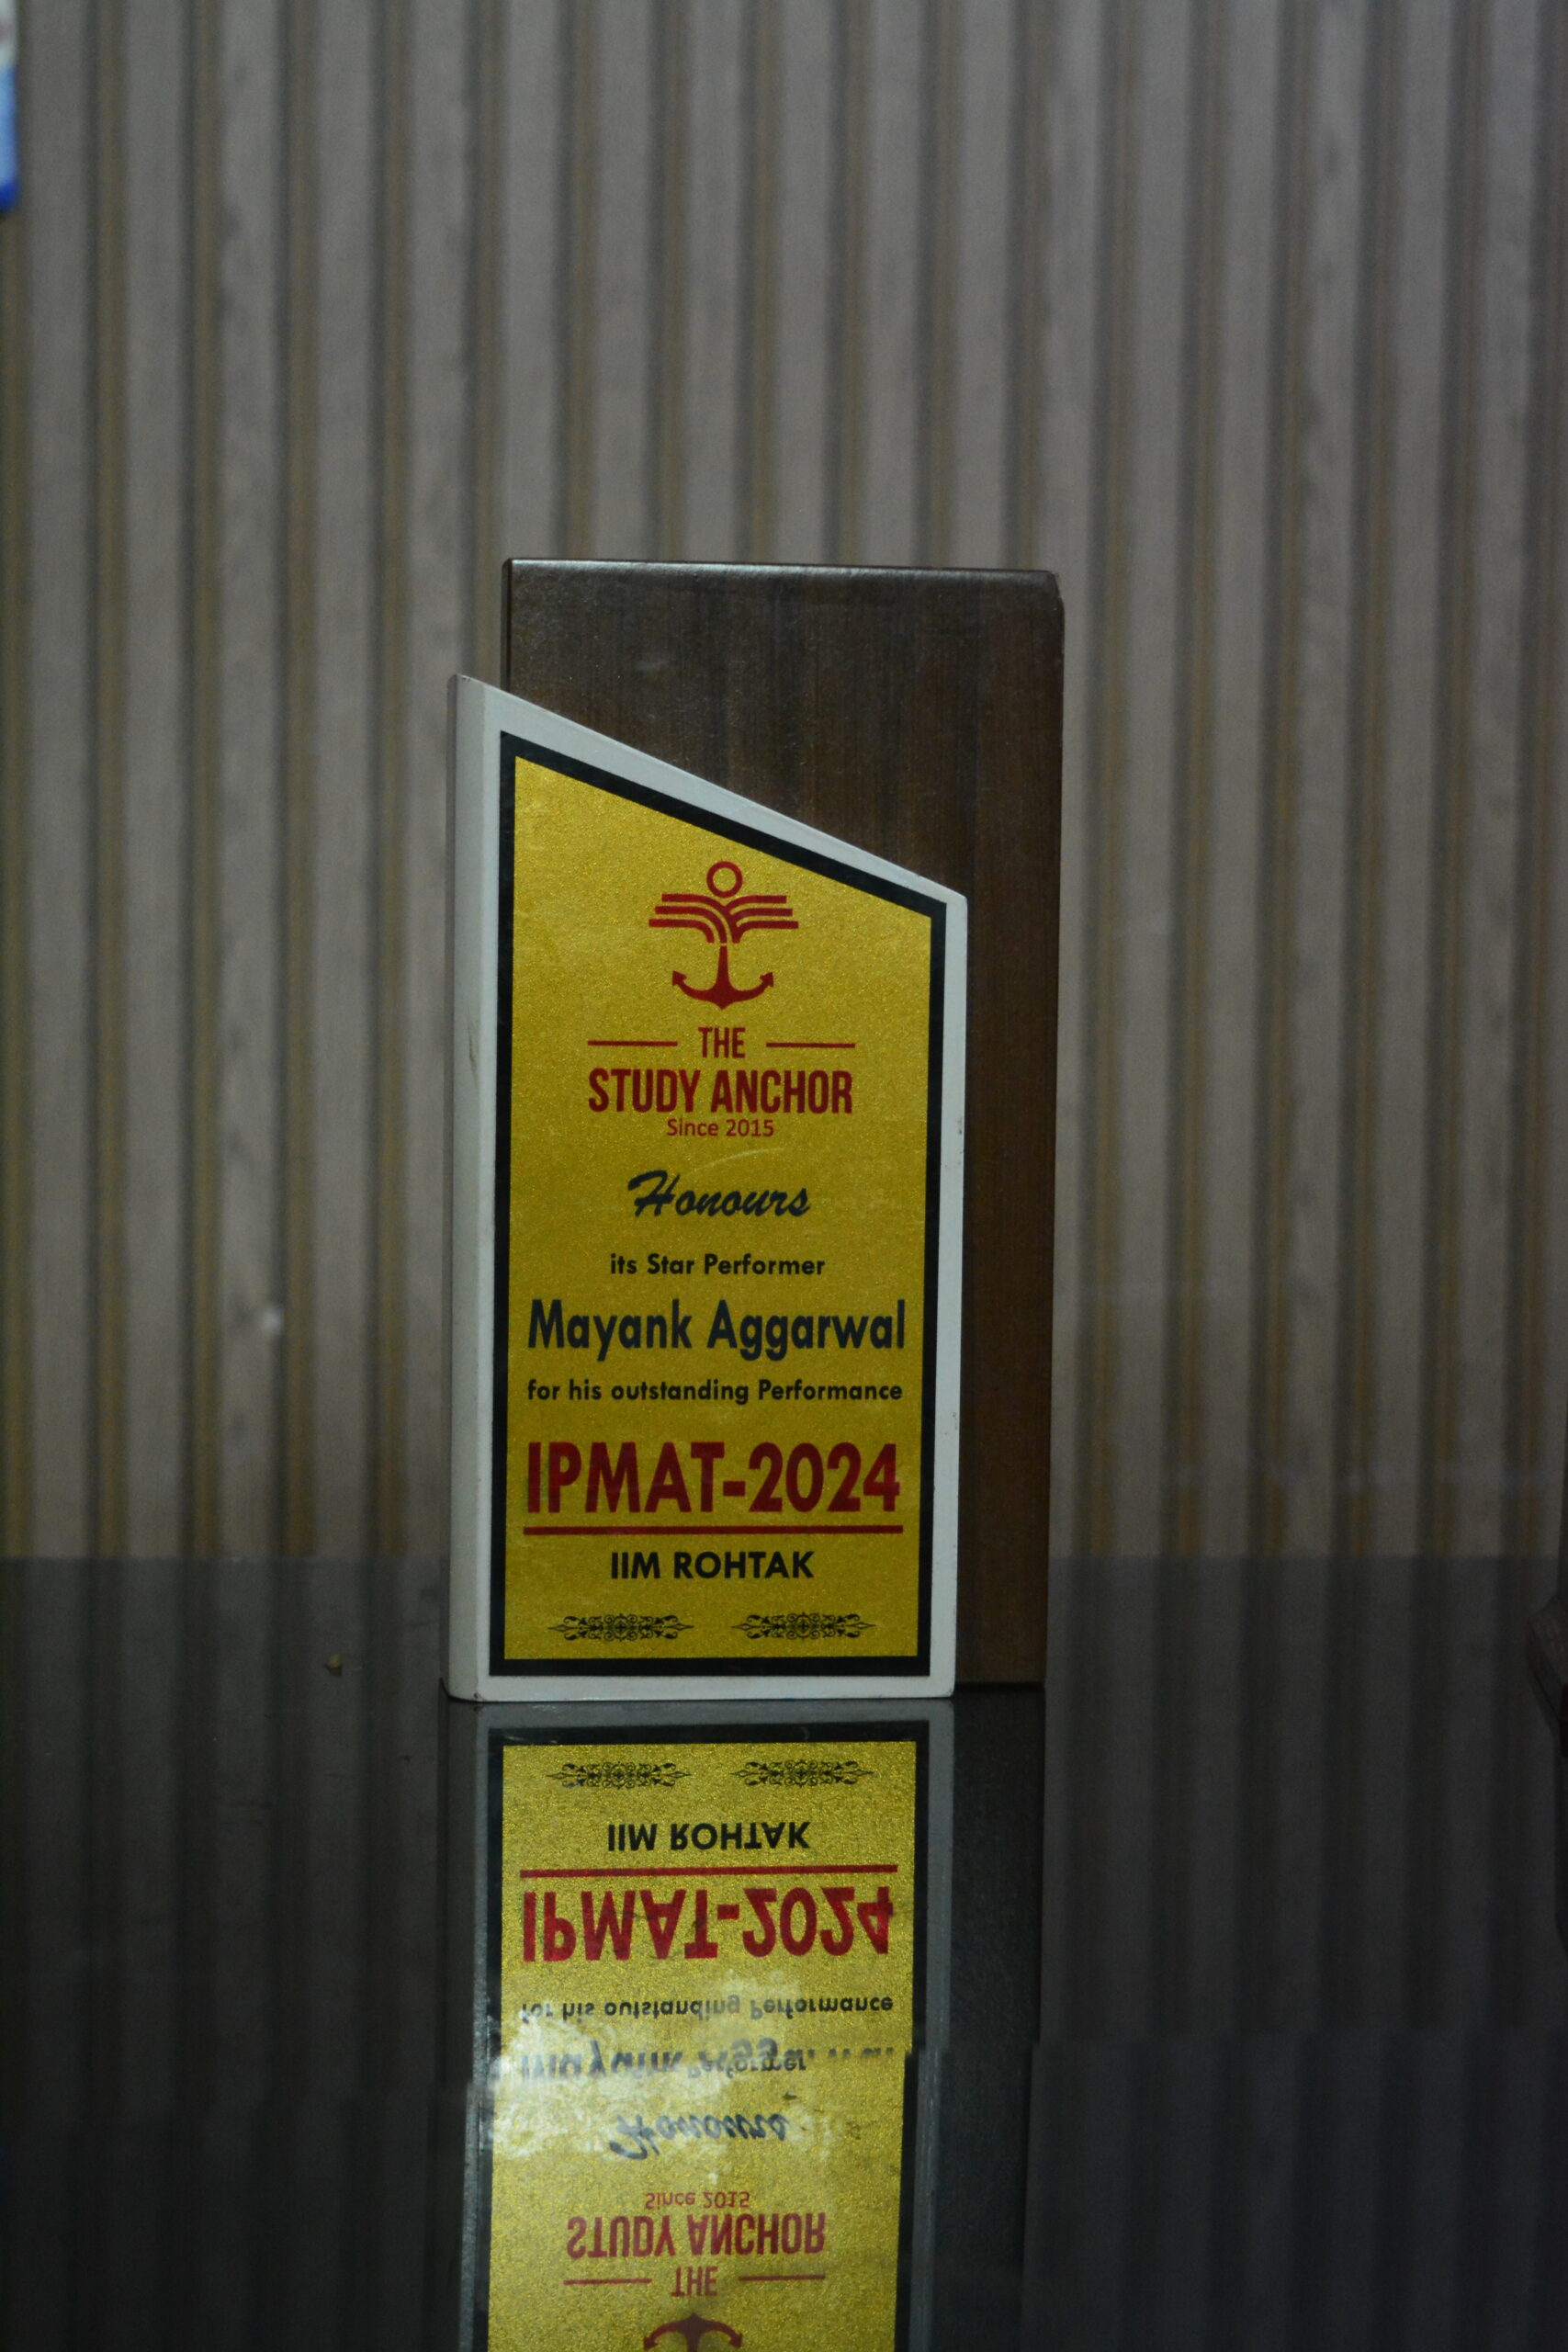 THE
STUDY ANCHOR
Since 2015
Honours
its Star Performer
Mayank Aggarwal
for his outstanding Performance
IPMAT-2024
IIM ROHTAK